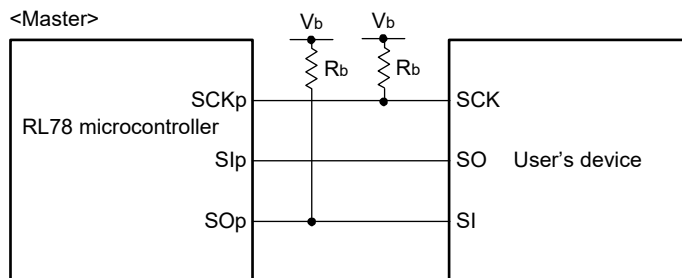 <Master>
Vb
Vb
Rb
Rb
SCKp
SCK
RL78 microcontroller
SIp
SO
User's device
SOp
SI